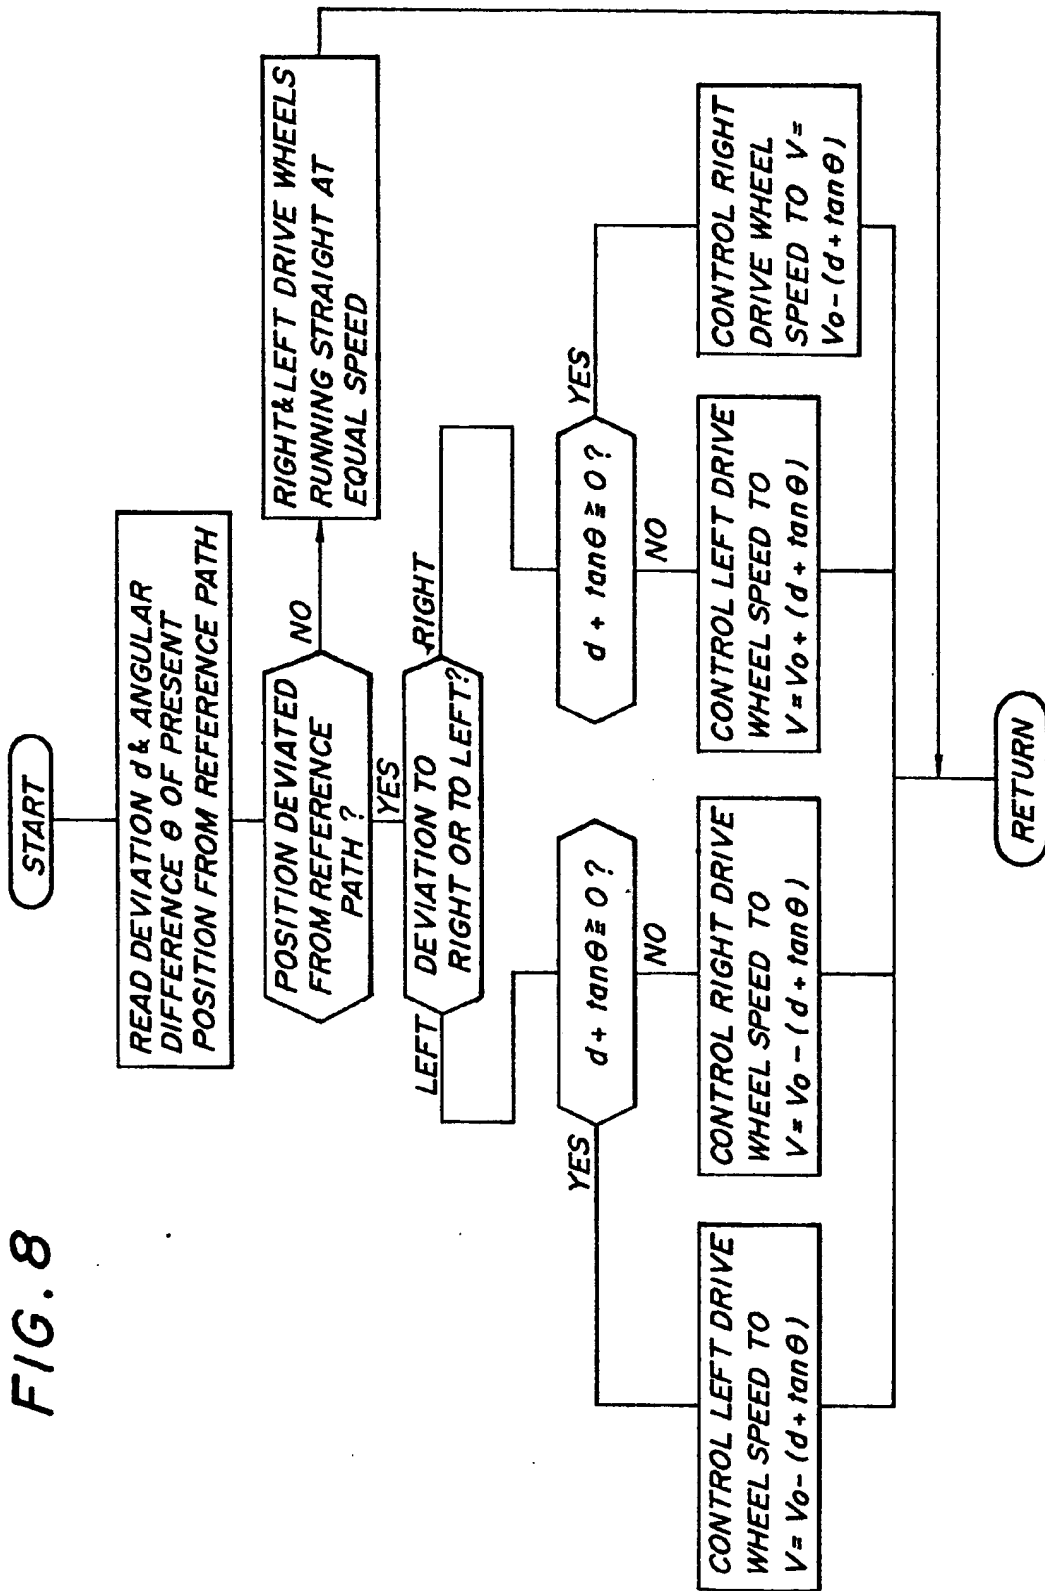 FIG. 8
START
READ DEVIATION d & ANGULAR
DIFFERENCE θ OF PRESENT
POSITION FROM REFERENCE PATH
POSITION DEVIATED
FROM REFERENCE
PATH ?
NO
RIGHT & LEFT DRIVE WHEELS
RUNNING STRAIGHT AT
EQUAL SPEED
YES
DEVIATION TO
RIGHT OR TO LEFT?
LEFT
RIGHT
d + tanθ ≧ 0 ?
YES
NO
d + tanθ ≧ 0 ?
YES
NO
CONTROL LEFT DRIVE
WHEEL SPEED TO
V = Vo - (d + tanθ)
CONTROL RIGHT DRIVE
WHEEL SPEED TO
V = Vo - (d + tanθ)
CONTROL LEFT DRIVE
WHEEL SPEED TO
V = Vo + (d + tanθ)
CONTROL RIGHT
DRIVE WHEEL
SPEED TO V =
Vo - (d + tanθ)
RETURN